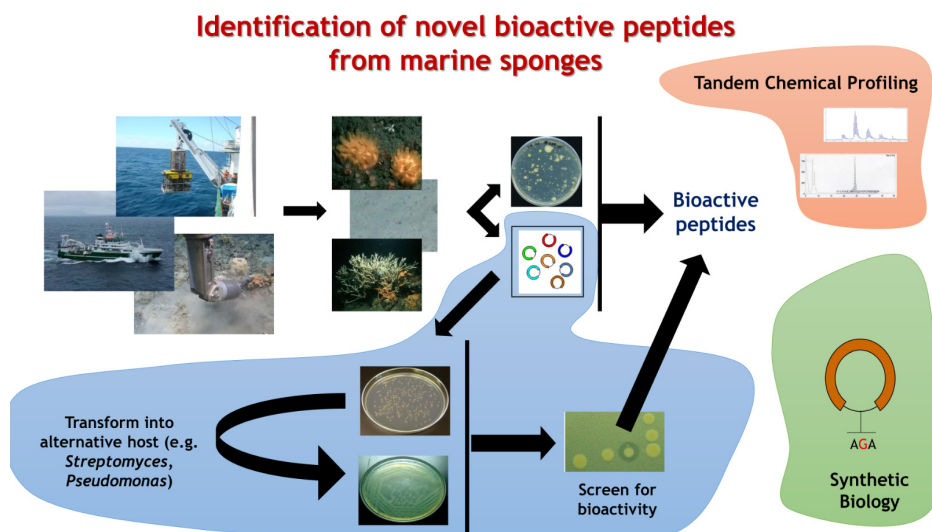 Identification of novel bioactive peptides
from marine sponges
Tandem Chemical Profiling
Bioactive
peptides
Transform into
alternative host (e.g.
Streptomyces,
Pseudomonas)
Screen for
bioactivity
AGA
Synthetic
Biology